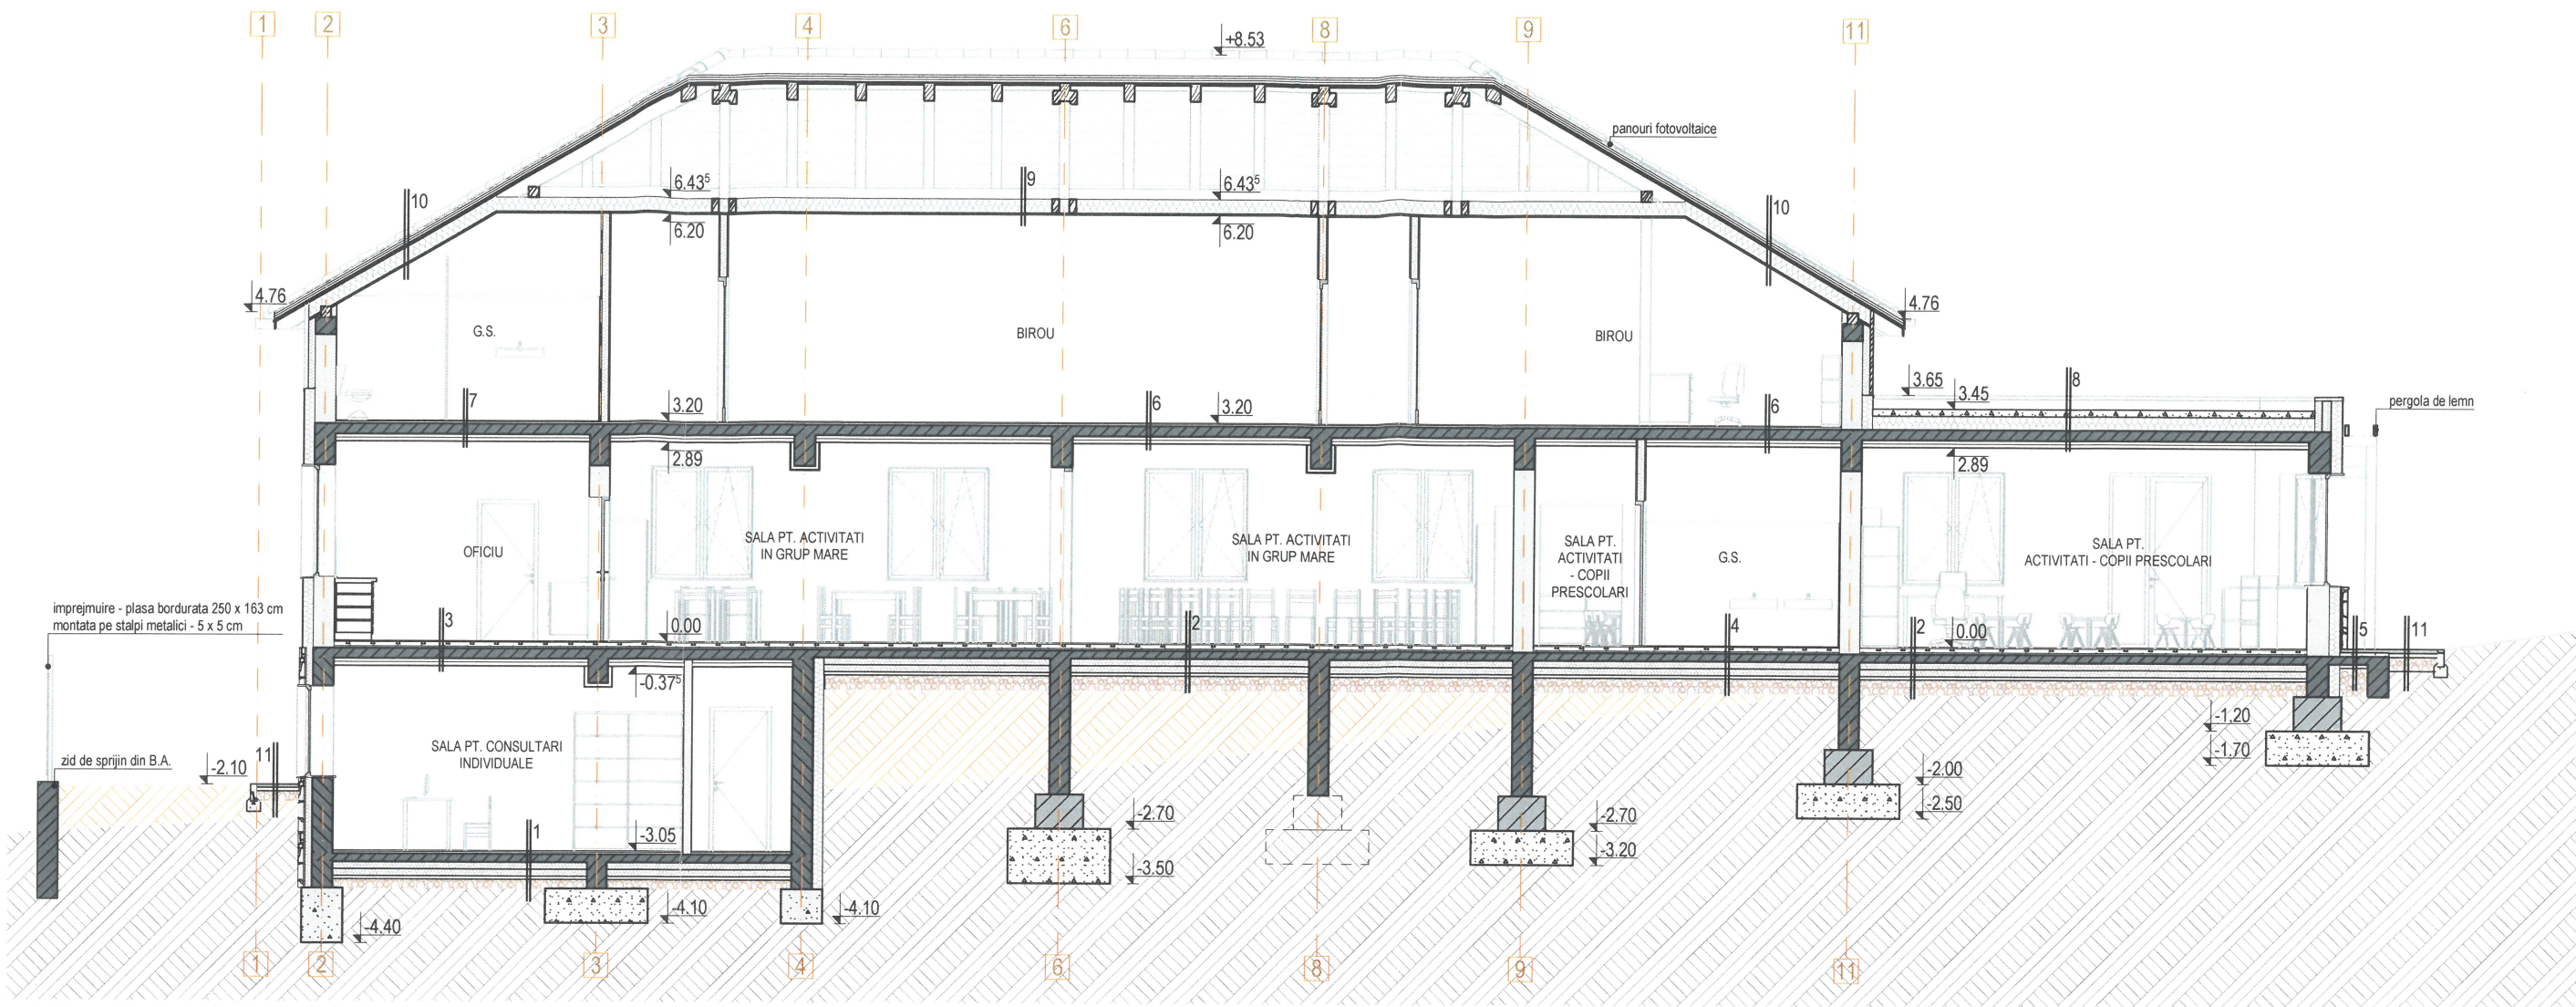 1 2 3 4 6 8 9 11
+8.53
panouri fotovoltaice
10
6.43⁵
9
6.43⁵
10
6.20
6.20
4.76
4.76
G.S.
BIROU
BIROU
3.65
3.45
8
7
3.20
6
3.20
6
pergola de lemn
2.89
2.89
OFICIU
SALA PT. ACTIVITATI
IN GRUP MARE
SALA PT. ACTIVITATI
IN GRUP MARE
SALA PT.
ACTIVITATI
- COPII
PRESCOLARI
G.S.
SALA PT.
ACTIVITATI - COPII PRESCOLARI
imprejmuire - plasa bordurata 250 x 163 cm
montata pe stalpi metalici - 5 x 5 cm
3
0.00
2
4
2
0.00
5
11
-0.37⁵
zid de sprijin din B.A.
-2.10
11
SALA PT. CONSULTARI
INDIVIDUALE
-1.20
-1.70
-2.00
-2.50
1
-3.05
-2.70
-3.50
-2.70
-3.20
-4.40
-4.10
-4.10
1 2 3 4 6 8 9 11